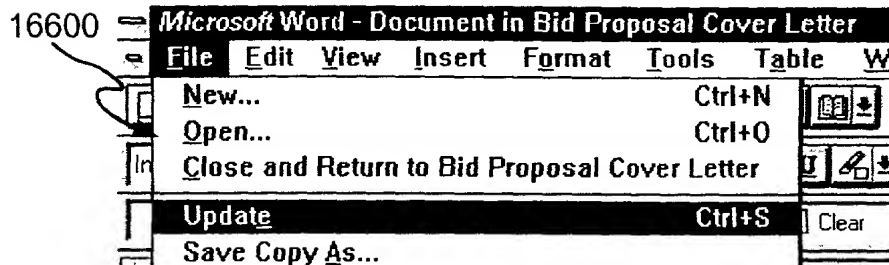 16600
Microsoft Word - Document in Bid Proposal Cover Letter
File Edit View Insert Format Tools Table W
New... Ctrl+N
Open... Ctrl+O
Close and Return to Bid Proposal Cover Letter
In U
Update Ctrl+S
Clear
Save Copy As...